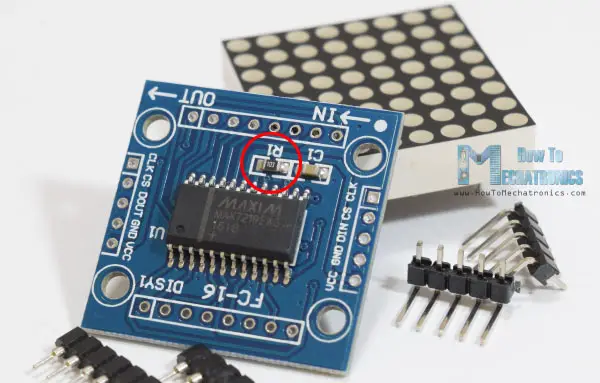 How To
Mechatronics
www.HowToMechatronics.com
OUT
IN
R1
C1
103
CLK CS DOUT GND VCC
VCC GND DIN CS CLK
MAXIM
U1
FC-16
DISY1